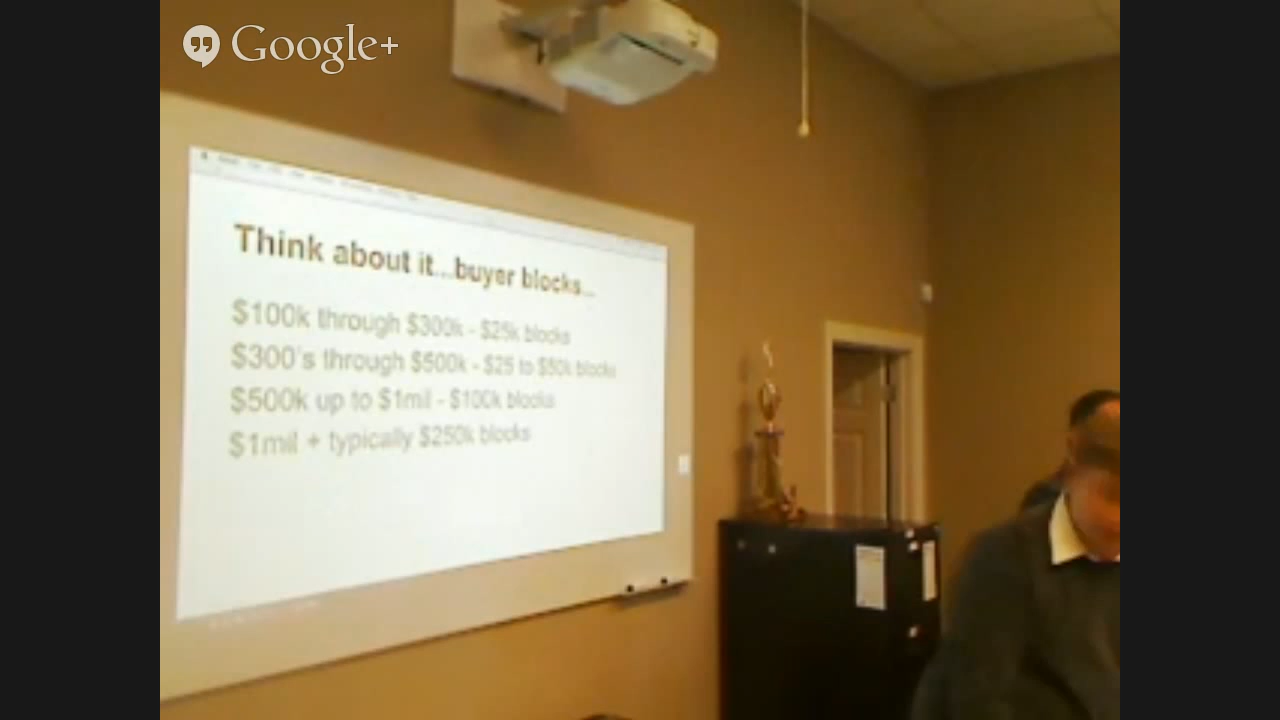 Google+
Think about it...buyer blocks...
$100k through $300k - $25k blocks
$300's through $500k - $25 to $50k blocks
$500k up to $1mil - $100k blocks
$1mil + typically $250k blocks